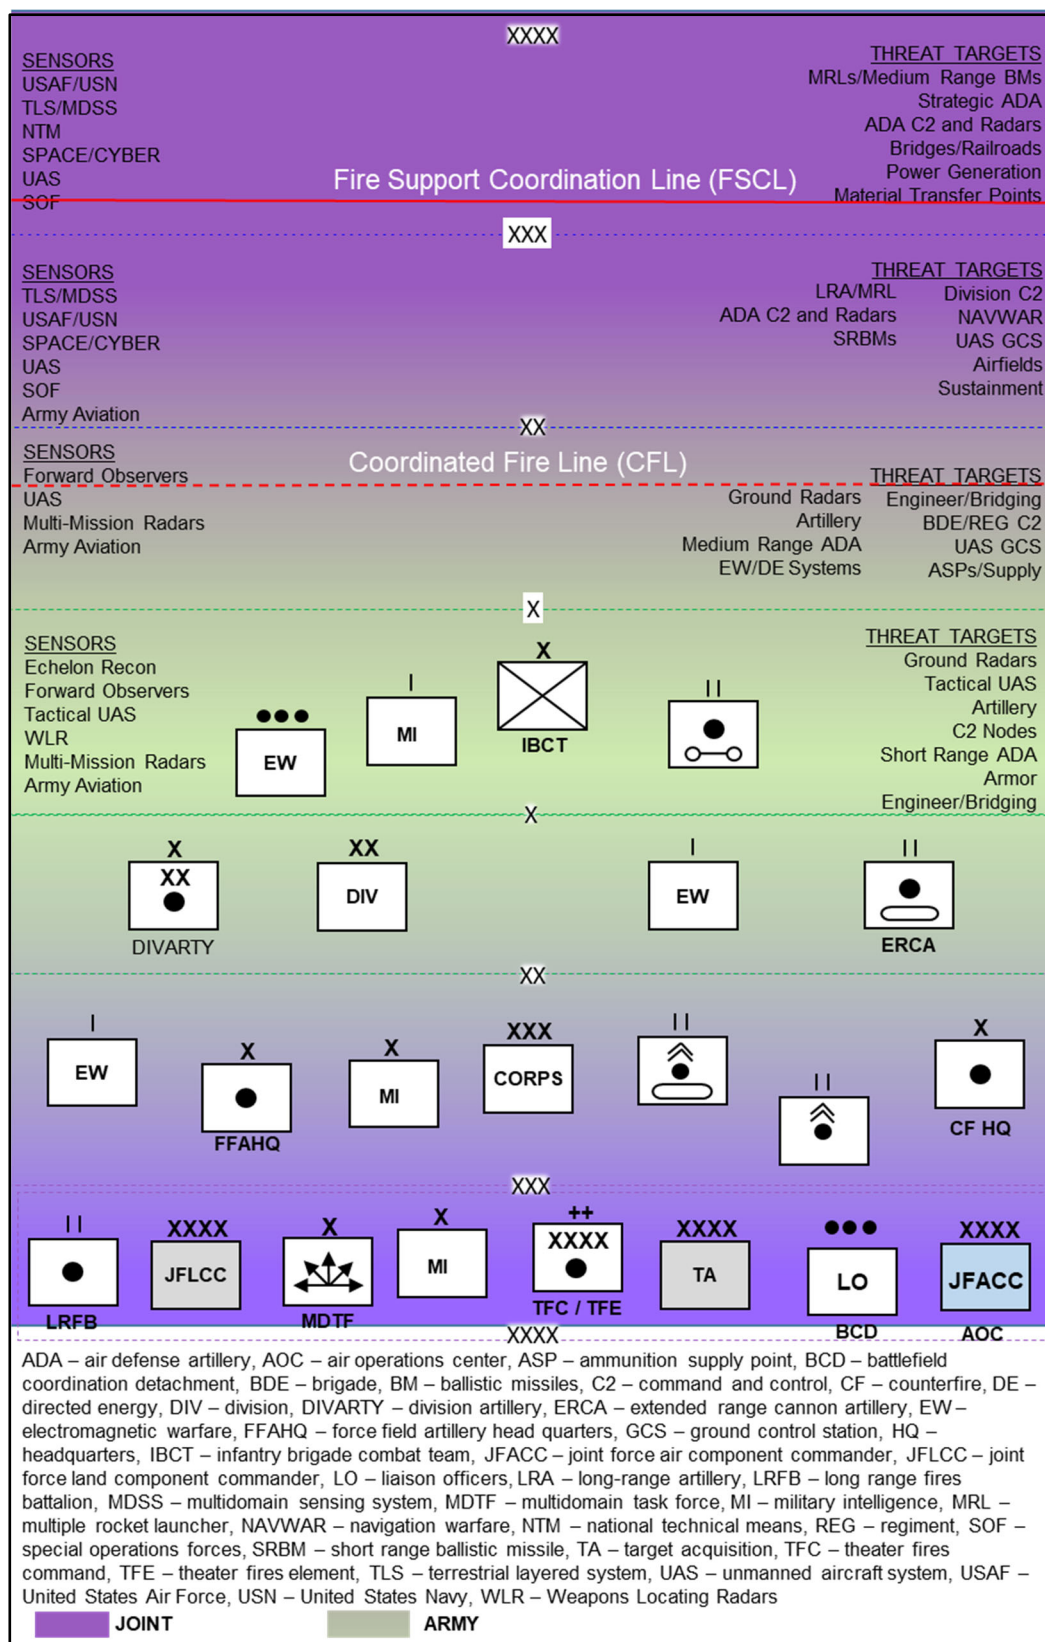 XXXX
SENSORS
USAF/USN
TLS/MDSS
NTM
SPACE/CYBER
UAS
SOF
THREAT TARGETS
MRLs/Medium Range BMs
Strategic ADA
ADA C2 and Radars
Bridges/Railroads
Power Generation
Material Transfer Points
Fire Support Coordination Line (FSCL)
XXX
SENSORS
TLS/MDSS
USAF/USN
SPACE/CYBER
UAS
SOF
Army Aviation
THREAT TARGETS
LRA/MRL
ADA C2 and Radars
SRBMs
Division C2
NAVWAR
UAS GCS
Airfields
Sustainment
XX
SENSORS
Forward Observers
UAS
Multi-Mission Radars
Army Aviation
Coordinated Fire Line (CFL)
THREAT TARGETS
Ground Radars
Artillery
Medium Range ADA
EW/DE Systems
Engineer/Bridging
BDE/REG C2
UAS GCS
ASPs/Supply
X
SENSORS
Echelon Recon
Forward Observers
Tactical UAS
WLR
Multi-Mission Radars
Army Aviation
EW
I
MI
X
IBCT
II
THREAT TARGETS
Ground Radars
Tactical UAS
Artillery
C2 Nodes
Short Range ADA
Armor
Engineer/Bridging
X
X
XX
DIVARTY
XX
DIV
I
EW
II
ERCA
XX
I
EW
X
FFAHQ
X
MI
XXX
CORPS
II
II
X
CF HQ
XXX
II
LRFB
XXXX
JFLCC
X
MDTF
X
MI
++
XXXX
TFC / TFE
XXXX
TA
LO
BCD
XXXX
JFACC
AOC
XXXX
ADA – air defense artillery, AOC – air operations center, ASP – ammunition supply point, BCD – battlefield
coordination detachment, BDE – brigade, BM – ballistic missiles, C2 – command and control, CF – counterfire, DE –
directed energy, DIV – division, DIVARTY – division artillery, ERCA – extended range cannon artillery, EW –
electromagnetic warfare, FFAHQ – force field artillery head quarters, GCS – ground control station, HQ –
headquarters, IBCT – infantry brigade combat team, JFACC – joint force air component commander, JFLCC – joint
force land component commander, LO – liaison officers, LRA – long-range artillery, LRFB – long range fires
battalion, MDSS – multidomain sensing system, MDTF – multidomain task force, MI – military intelligence, MRL –
multiple rocket launcher, NAVWAR – navigation warfare, NTM – national technical means, REG – regiment, SOF –
special operations forces, SRBM – short range ballistic missile, TA – target acquisition, TFC – theater fires
command, TFE – theater fires element, TLS – terrestrial layered system, UAS – unmanned aircraft system, USAF –
United States Air Force, USN – United States Navy, WLR – Weapons Locating Radars
JOINT
ARMY